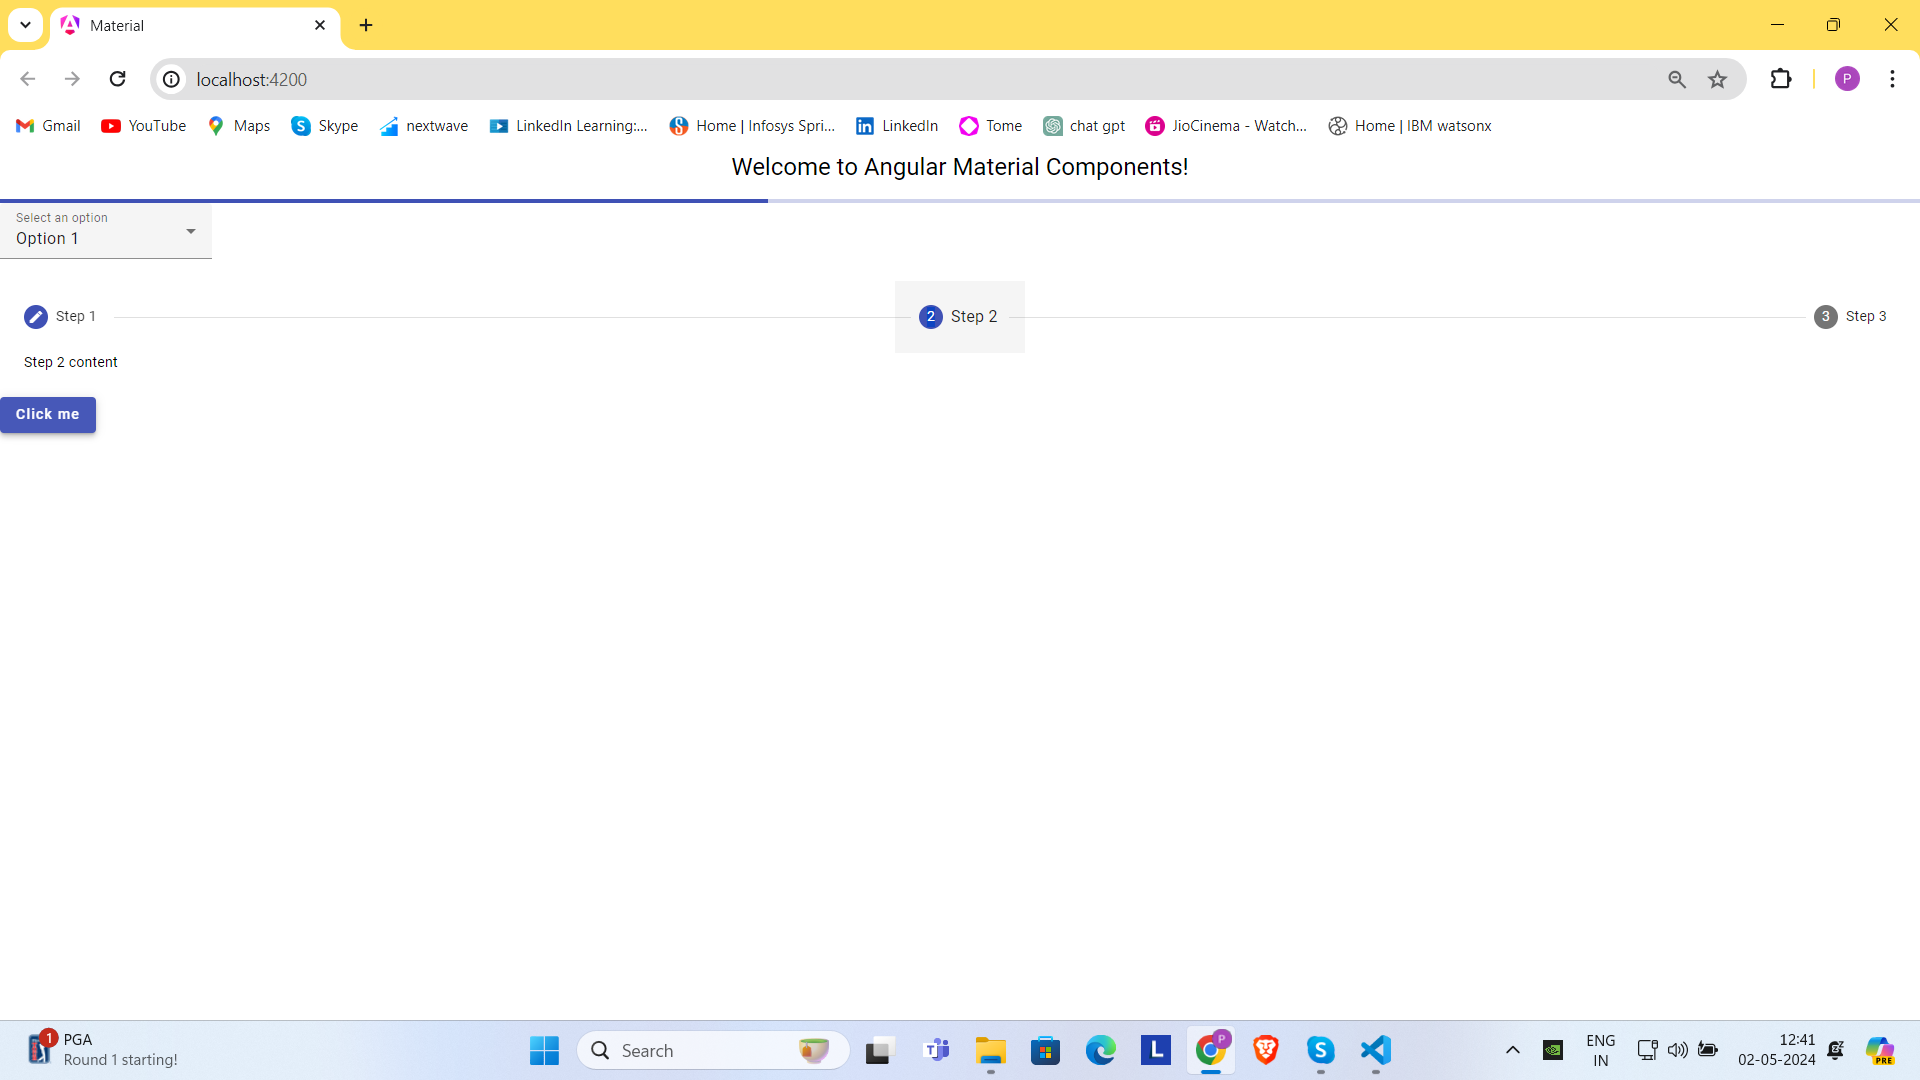 Material
localhost:4200
P
Gmail YouTube Maps Skype nextwave LinkedIn Learning:... Home | Infosys Spri... LinkedIn Tome chat gpt JioCinema - Watch... Home | IBM watsonx
Welcome to Angular Material Components!
Select an option
Option 1
Step 1 2 Step 2 3 Step 3
Step 2 content
Click me
1 PGA
Round 1 starting!
Search
L
P
ENG
IN
12:41
02-05-2024
PRE